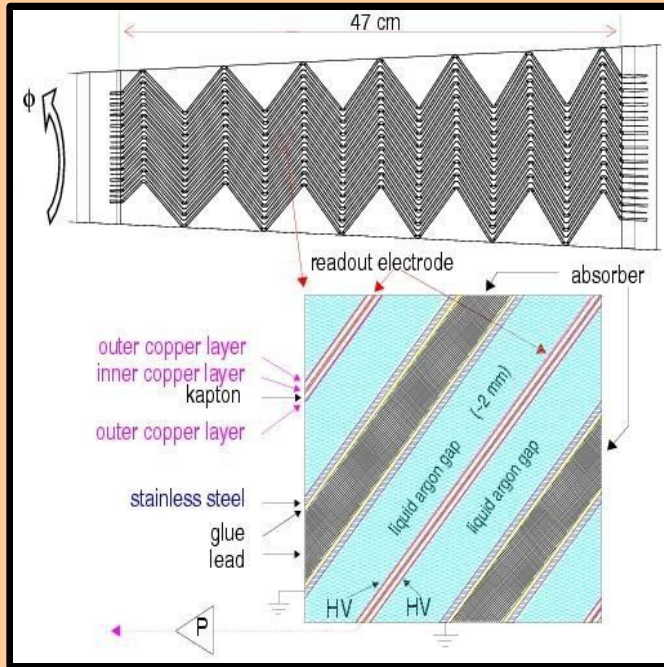 47 cm
ϕ
readout electrode
absorber
outer copper layer
inner copper layer
kapton
outer copper layer
(~2 mm)
liquid argon gap
liquid argon gap
stainless steel
glue
lead
HV
HV
P